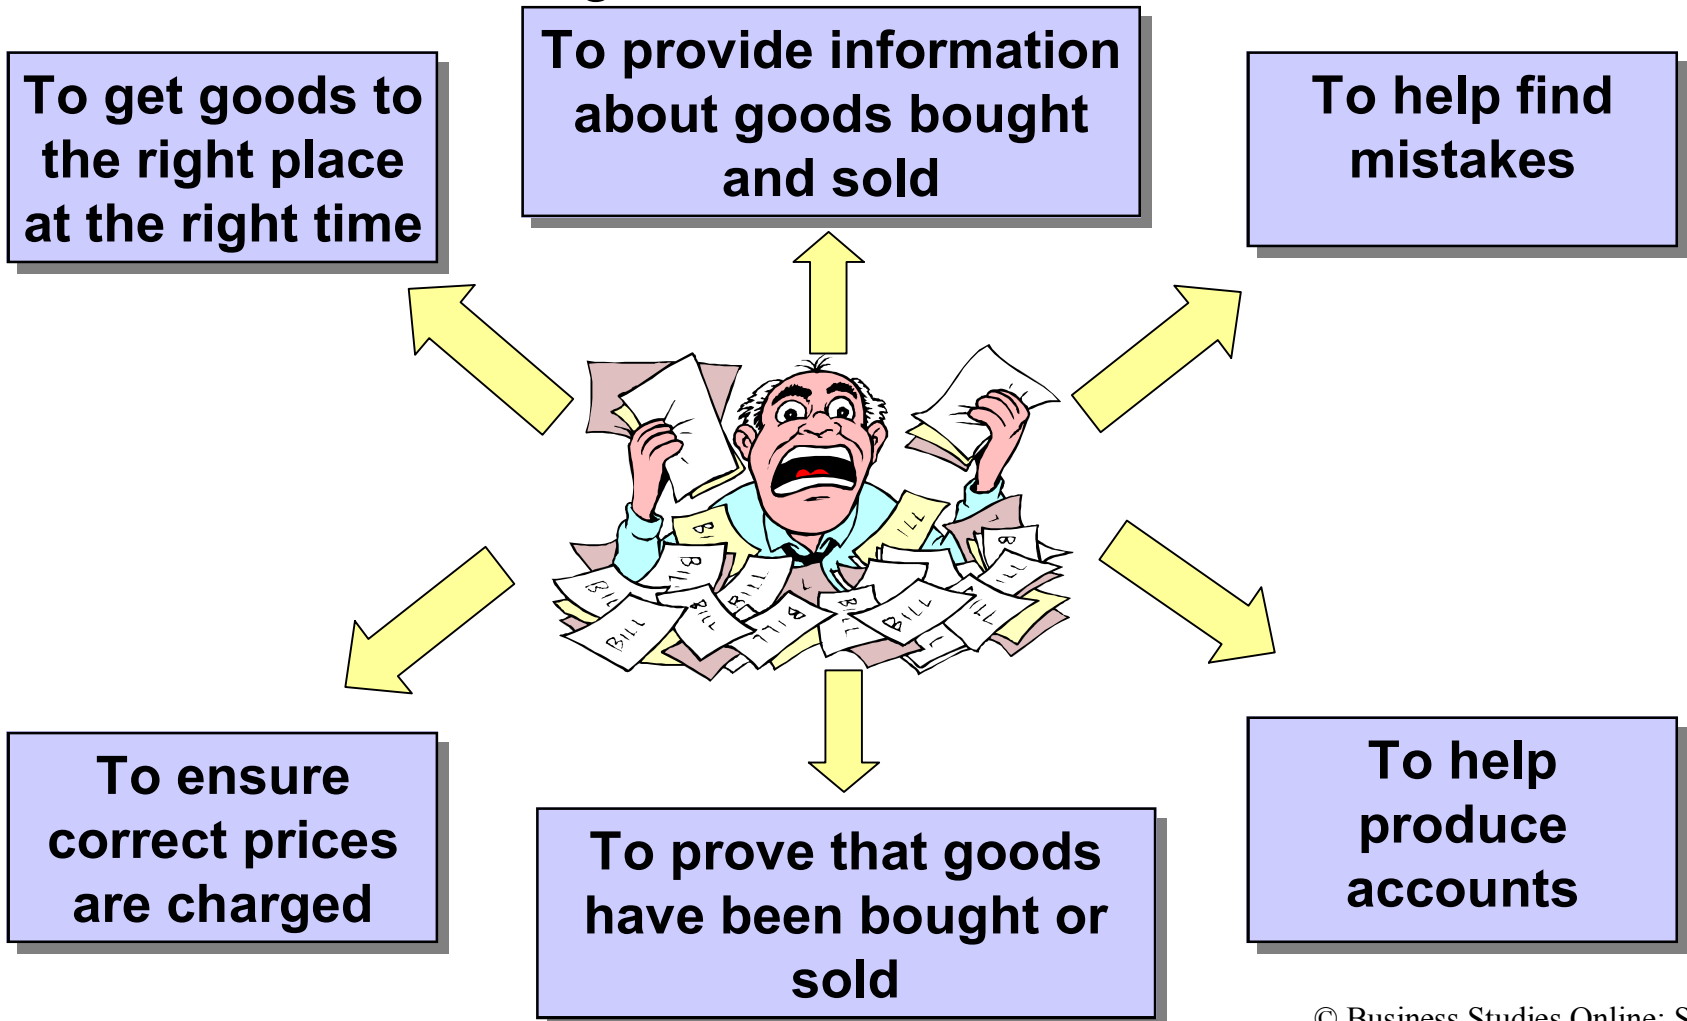 To provide information
about goods bought
and sold
To get goods to
the right place
at the right time
To help find
mistakes
BILL
BILL
BILL
BILL
BILL
BILL
BILL
To ensure
correct prices
are charged
To prove that goods
have been bought or
sold
To help
produce
accounts
© Business Studies Online: S